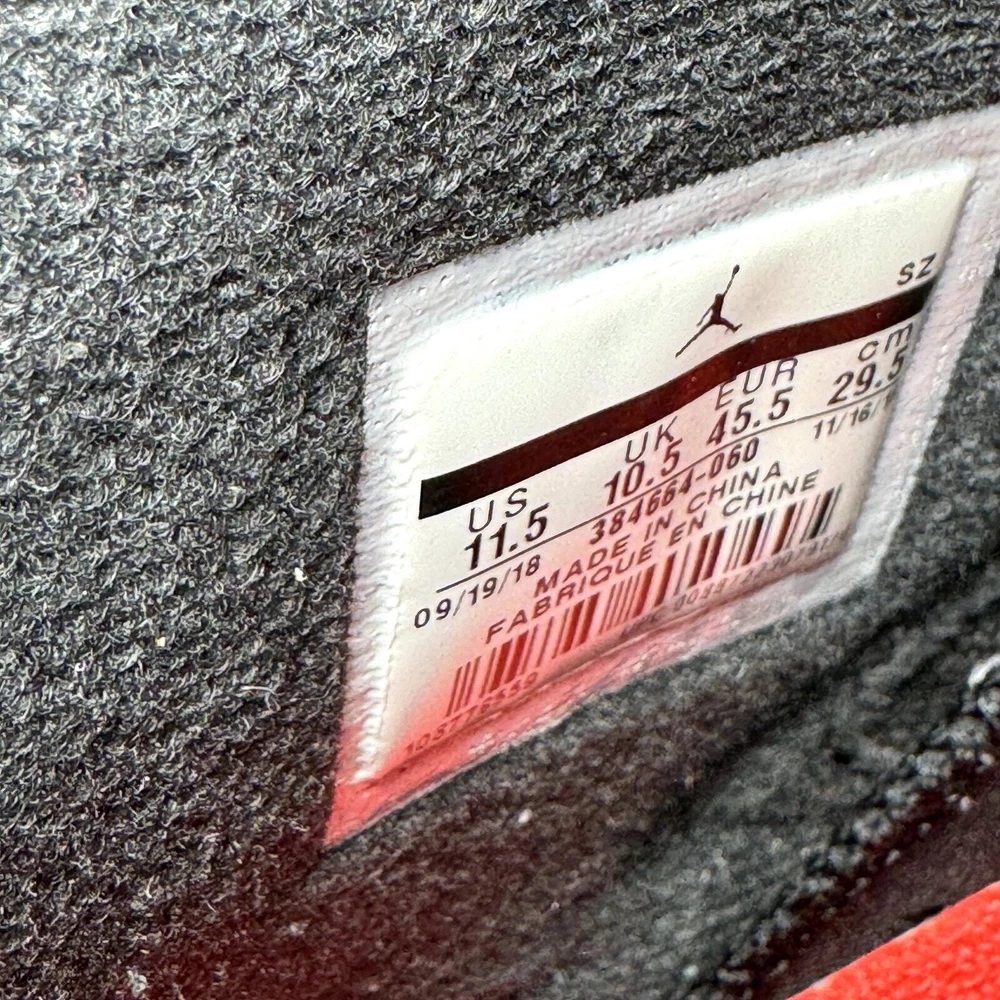 SZ
US UK EUR cm
11.5 10.5 45.5 29.5
09/19/18 384664-060 11/16/
MADE IN CHINA
FABRIQUE EN CHINE